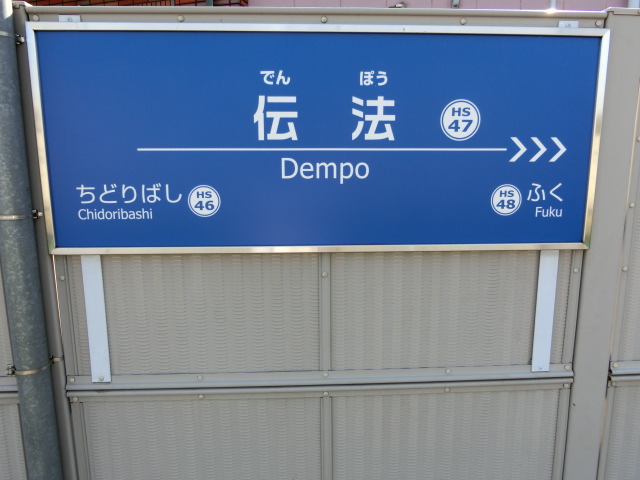 でん ぽう
伝 法 HS 47
Dempo
ちどりばし HS 46
Chidoribashi
HS 48 ふく
Fuku